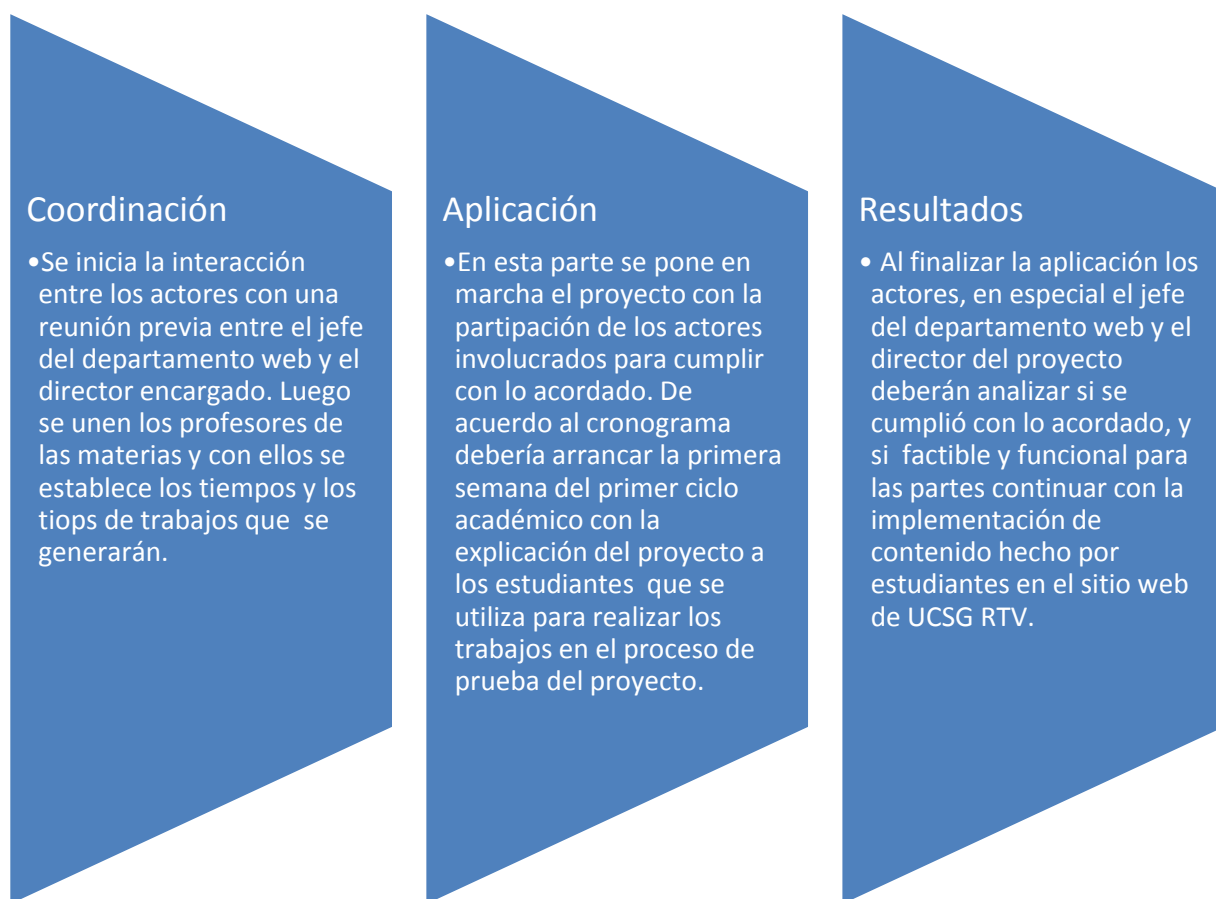 Coordinación
•Se inicia la interacción
entre los actores con una
reunión previa entre el jefe
del departamento web y el
director encargado. Luego
se unen los profesores de
las materias y con ellos se
establece los tiempos y los
tiops de trabajos que  se
generarán.
Aplicación
•En esta parte se pone en
marcha el proyecto con la
partipación de los actores
involucrados para cumplir
con lo acordado. De
acuerdo al cronograma
debería arrancar la primera
semana del primer ciclo
académico con la
explicación del proyecto a
los estudiantes  que se
utiliza para realizar los
trabajos en el proceso de
prueba del proyecto.
Resultados
• Al finalizar la aplicación los
actores, en especial el jefe
del departamento web y el
director del proyecto
deberán analizar si se
cumplió con lo acordado, y
si  factible y funcional para
las partes continuar con la
implementación de
contenido hecho por
estudiantes en el sitio web
de UCSG RTV.